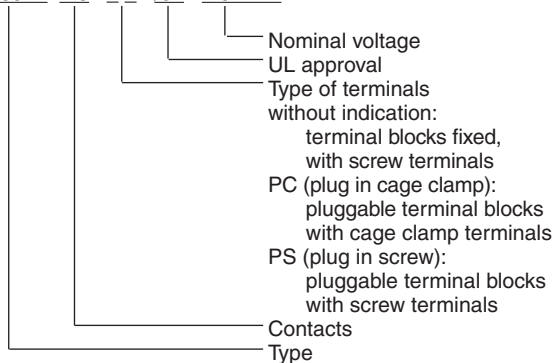 Nominal voltage
UL approval
Type of terminals
without indication:
terminal blocks fixed,
with screw terminals
PC (plug in cage clamp):
pluggable terminal blocks
with cage clamp terminals
PS (plug in screw):
pluggable terminal blocks
with screw terminals
Contacts
Type